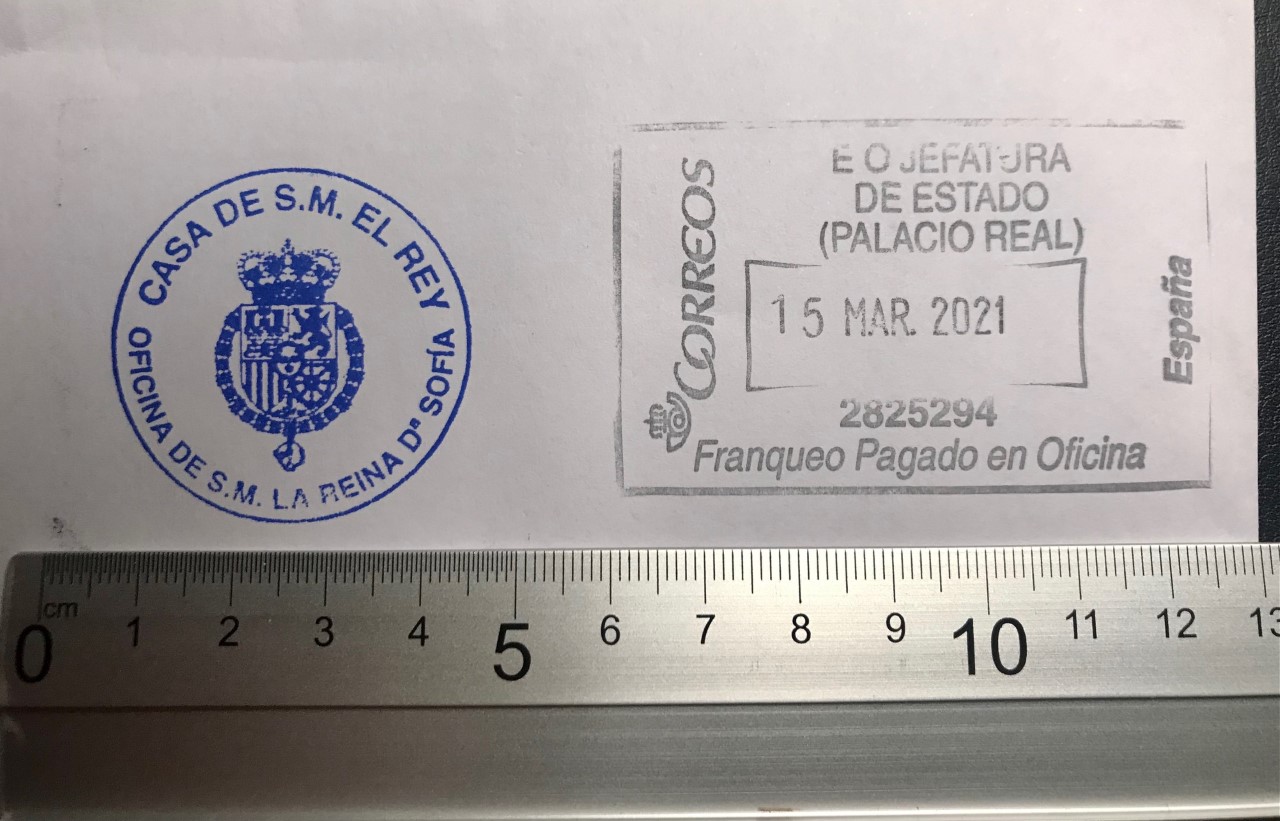 CASA DE S.M. EL REY
OFICINA DE S.M. LA REINA Dª SOFÍA
CORREOS
E O JEFATURA
DE ESTADO
(PALACIO REAL)
15 MAR. 2021
2825294
Franqueo Pagado en Oficina
España
cm
0 1 2 3 4 5 6 7 8 9 10 11 12 13